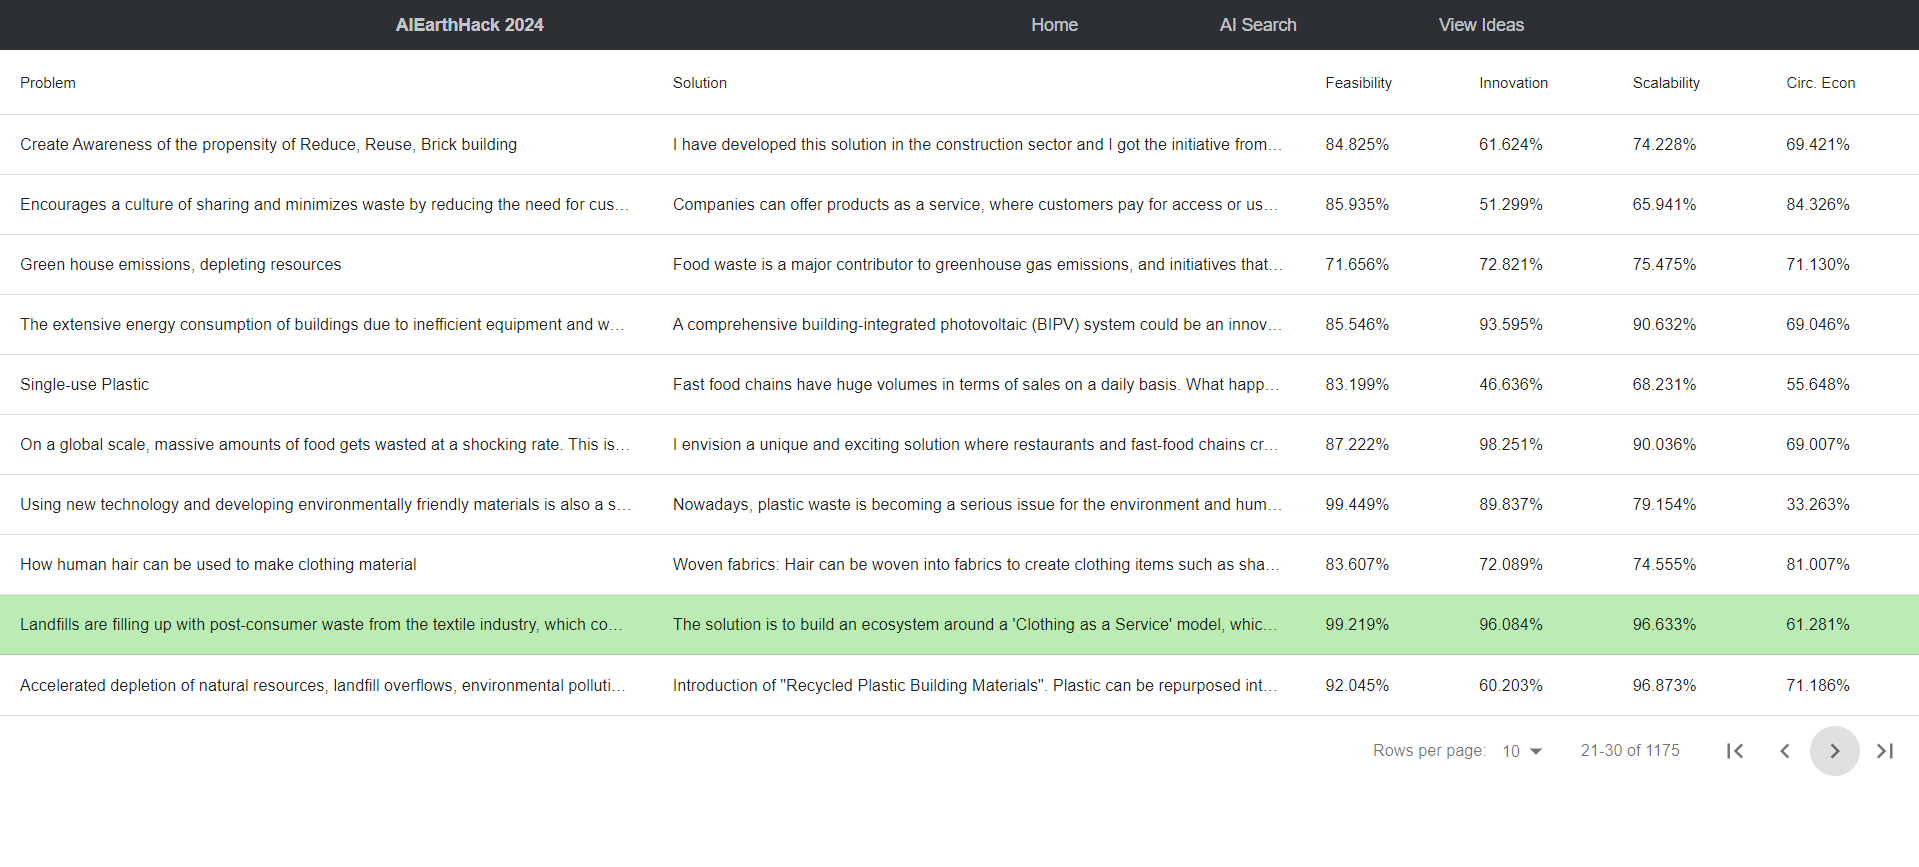 AIEarthHack 2024 Home AI Search View Ideas
Problem Solution Feasibility Innovation Scalability Circ. Econ
Create Awareness of the propensity of Reduce, Reuse, Brick building I have developed this solution in the construction sector and I got the initiative from... 84.825% 61.624% 74.228% 69.421%
Encourages a culture of sharing and minimizes waste by reducing the need for cus... Companies can offer products as a service, where customers pay for access or us... 85.935% 51.299% 65.941% 84.326%
Green house emissions, depleting resources Food waste is a major contributor to greenhouse gas emissions, and initiatives that... 71.656% 72.821% 75.475% 71.130%
The extensive energy consumption of buildings due to inefficient equipment and w... A comprehensive building-integrated photovoltaic (BIPV) system could be an innov... 85.546% 93.595% 90.632% 69.046%
Single-use Plastic Fast food chains have huge volumes in terms of sales on a daily basis. What happ... 83.199% 46.636% 68.231% 55.648%
On a global scale, massive amounts of food gets wasted at a shocking rate. This is... I envision a unique and exciting solution where restaurants and fast-food chains cr... 87.222% 98.251% 90.036% 69.007%
Using new technology and developing environmentally friendly materials is also a s... Nowadays, plastic waste is becoming a serious issue for the environment and hum... 99.449% 89.837% 79.154% 33.263%
How human hair can be used to make clothing material Woven fabrics: Hair can be woven into fabrics to create clothing items such as sha... 83.607% 72.089% 74.555% 81.007%
Landfills are filling up with post-consumer waste from the textile industry, which co... The solution is to build an ecosystem around a 'Clothing as a Service' model, whic... 99.219% 96.084% 96.633% 61.281%
Accelerated depletion of natural resources, landfill overflows, environmental polluti... Introduction of "Recycled Plastic Building Materials". Plastic can be repurposed int... 92.045% 60.203% 96.873% 71.186%
Rows per page: 10 21-30 of 1175